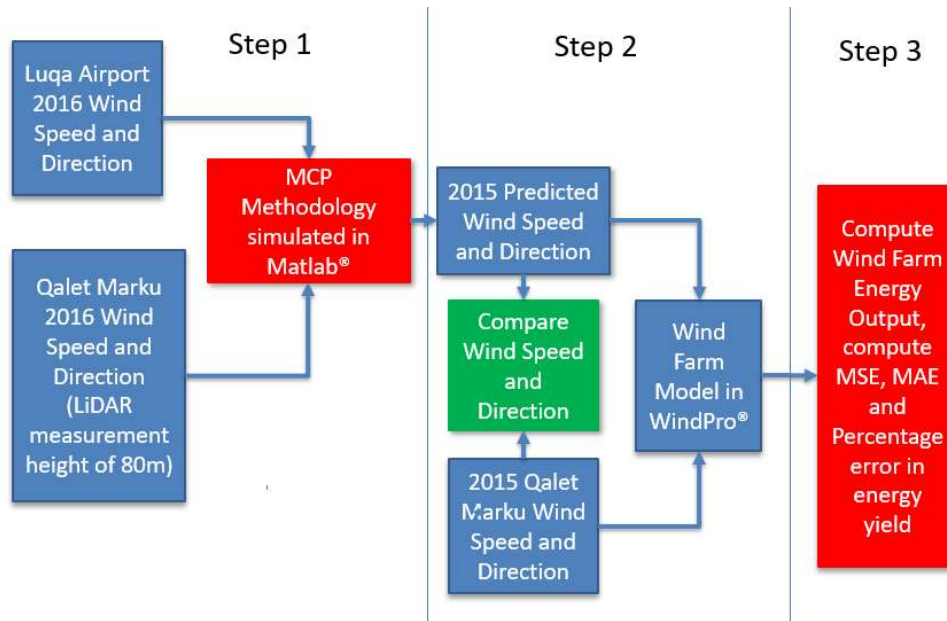 Step 1
Step 2
Step 3
Luqa Airport
2016 Wind
Speed and
Direction
MCP
Methodology
simulated in
Matlab®
Qalet Marku
2016 Wind
Speed and
Direction
(LiDAR
measurement
height of 80m)
2015 Predicted
Wind Speed
and Direction
Compare
Wind Speed
and
Direction
2015 Qalet
Marku Wind
Speed and
Direction
Wind
Farm
Model in
WindPro®
Compute
Wind Farm
Energy
Output,
compute
MSE, MAE
and
Percentage
error in
energy
yield